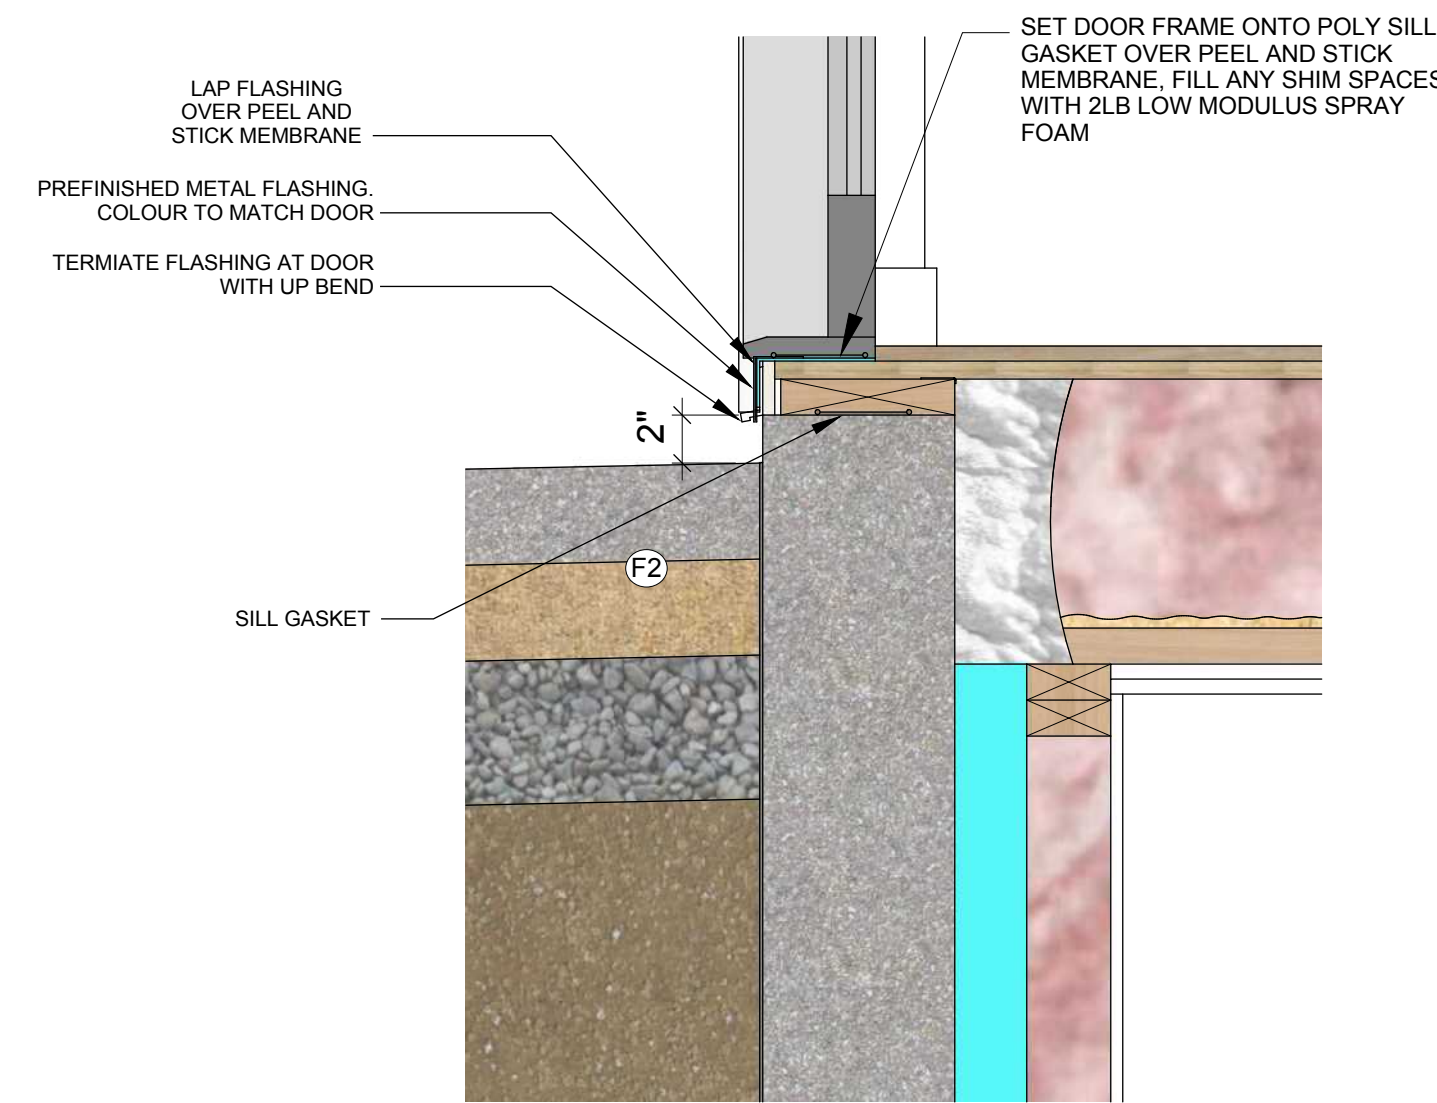 SET DOOR FRAME ONTO POLY SILL
GASKET OVER PEEL AND STICK
MEMBRANE, FILL ANY SHIM SPACES
WITH 2LB LOW MODULUS SPRAY
FOAM
LAP FLASHING
OVER PEEL AND
STICK MEMBRANE
PREFINISHED METAL FLASHING.
COLOUR TO MATCH DOOR
TERMIATE FLASHING AT DOOR
WITH UP BEND
2"
F2
SILL GASKET